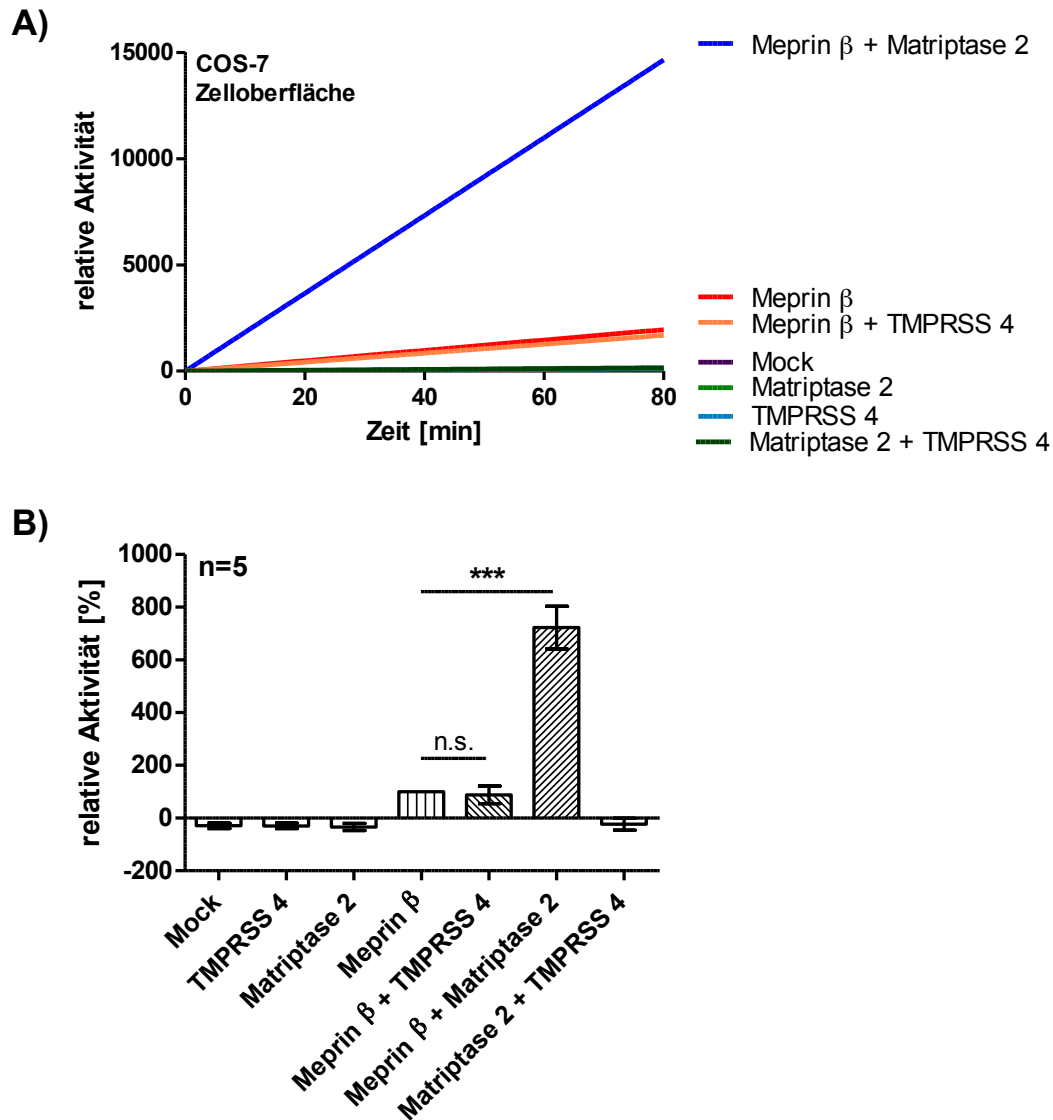 A)
COS-7
Zelloberfläche
relative Aktivität
15000
10000
5000
0
0 20 40 60 80
Zeit [min]
Meprin β + Matriptase 2
Meprin β
Meprin β + TMPRSS 4
Mock
Matriptase 2
TMPRSS 4
Matriptase 2 + TMPRSS 4
B)
n=5
relative Aktivität [%]
1000
800
600
400
200
0
-200
***
n.s.
Mock
TMPRSS 4
Matriptase 2
Meprin β
Meprin β + TMPRSS 4
Meprin β + Matriptase 2
Matriptase 2 + TMPRSS 4